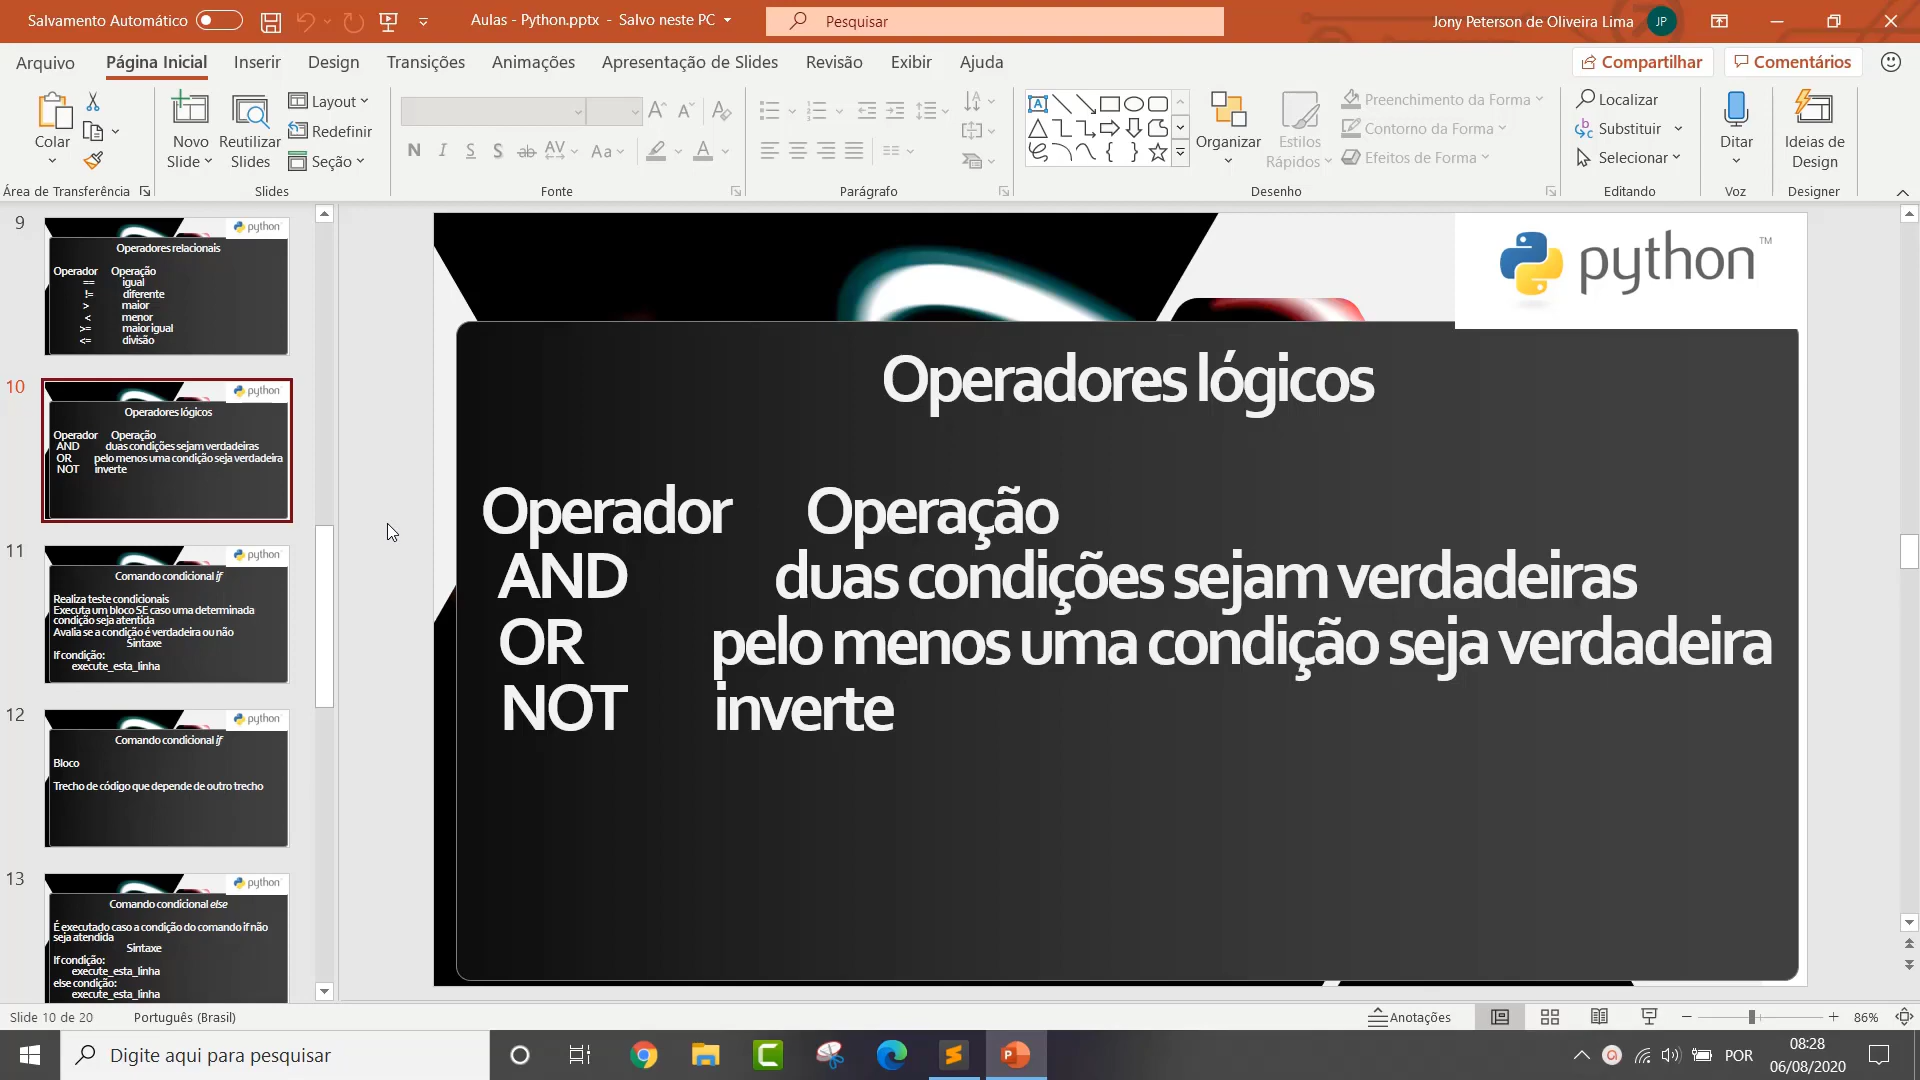 Salvamento Automático
Aulas - Python.pptx - Salvo neste PC
Pesquisar
Jony Peterson de Oliveira Lima
JP
Arquivo
Página Inicial
Inserir
Design
Transições
Animações
Apresentação de Slides
Revisão
Exibir
Ajuda
Compartilhar
Comentários
Colar
Novo Slide
Reutilizar Slides
Layout
Redefinir
Seção
N I S S ab AV Aa A
Organizar
Estilos Rápidos
Preenchimento da Forma
Contorno da Forma
Efeitos de Forma
Localizar
Substituir
Selecionar
Ditar
Ideias de Design
Área de Transferência
Slides
Fonte
Parágrafo
Desenho
Editando
Voz
Designer
9
python
Operadores relacionais
Operador Operação
== igual
!= diferente
> maior
< menor
>= maior igual
<= divisão
10
python
Operadores lógicos
Operador Operação
AND duas condições sejam verdadeiras
OR pelo menos uma condição seja verdadeira
NOT inverte
11
python
Comando condicional if
Realiza teste condicionais
Executa um bloco SE caso uma determinada
condição seja atentida
Avalia se a condição é verdadeira ou não
Sintaxe
If condição:
execute_esta_linha
12
python
Comando condicional if
Bloco
Trecho de código que depende de outro trecho
13
python
Comando condicional else
É executado caso a condição do comando if não
seja atendida
Sintaxe
If condição:
execute_esta_linha
else condição:
execute_esta_linha
python™
Operadores lógicos
Operador Operação
AND duas condições sejam verdadeiras
OR pelo menos uma condição seja verdadeira
NOT inverte
Slide 10 de 20
Português (Brasil)
Anotações
86%
Digite aqui para pesquisar
POR
08:28
06/08/2020